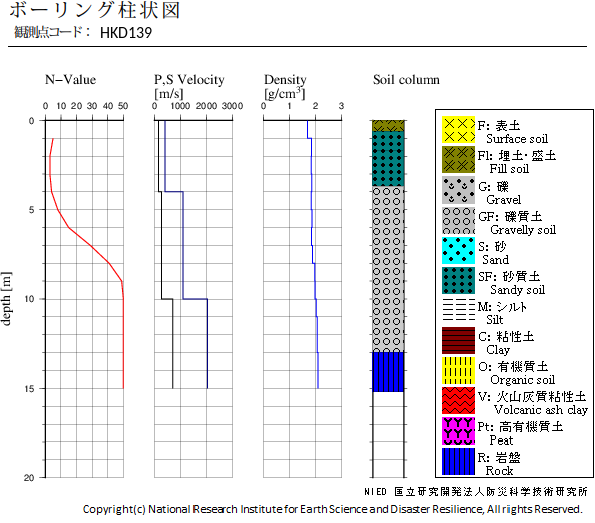 ボーリング柱状図
観測点コード： HKD139
N−Value
P,S Velocity
[m/s]
Density
[g/cm³]
Soil column
0 10 20 30 40 50
0 1000 2000 3000
0 1 2 3
0
5
10
15
20
depth [m]
F: 表土
Surface soil
Fl: 埋土・盛土
Fill soil
G: 礫
Gravel
GF: 礫質土
Gravelly soil
S: 砂
Sand
SF: 砂質土
Sandy soil
M: シルト
Silt
C: 粘性土
Clay
O: 有機質土
Organic soil
V: 火山灰質粘性土
Volcanic ash clay
Pt: 高有機質土
Peat
R: 岩盤
Rock
NIED 国立研究開発法人防災科学技術研究所
Copyright(c) National Research Institute for Earth Science and Disaster Resilience, All rights Reserved.